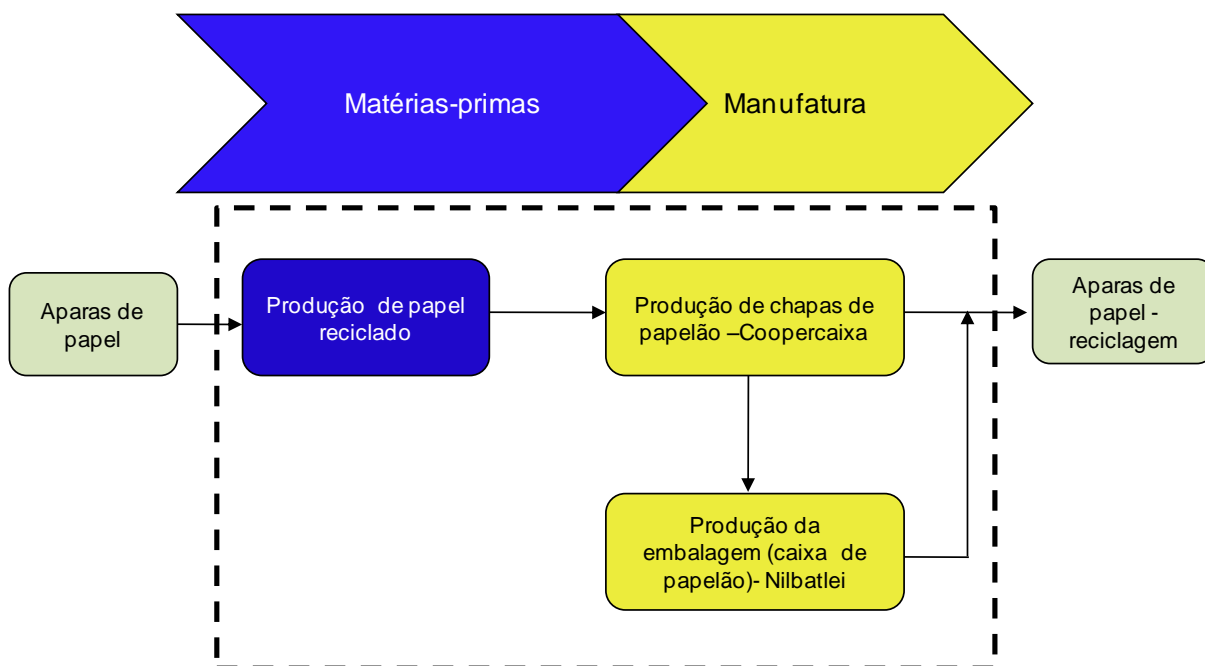 Matérias-primas
Manufatura
Aparas de
papel
Produção de papel
reciclado
Produção de chapas de
papelão –Coopercaixa
Aparas de
papel -
reciclagem
Produção da
embalagem (caixa de
papelão)- Nilbatlei